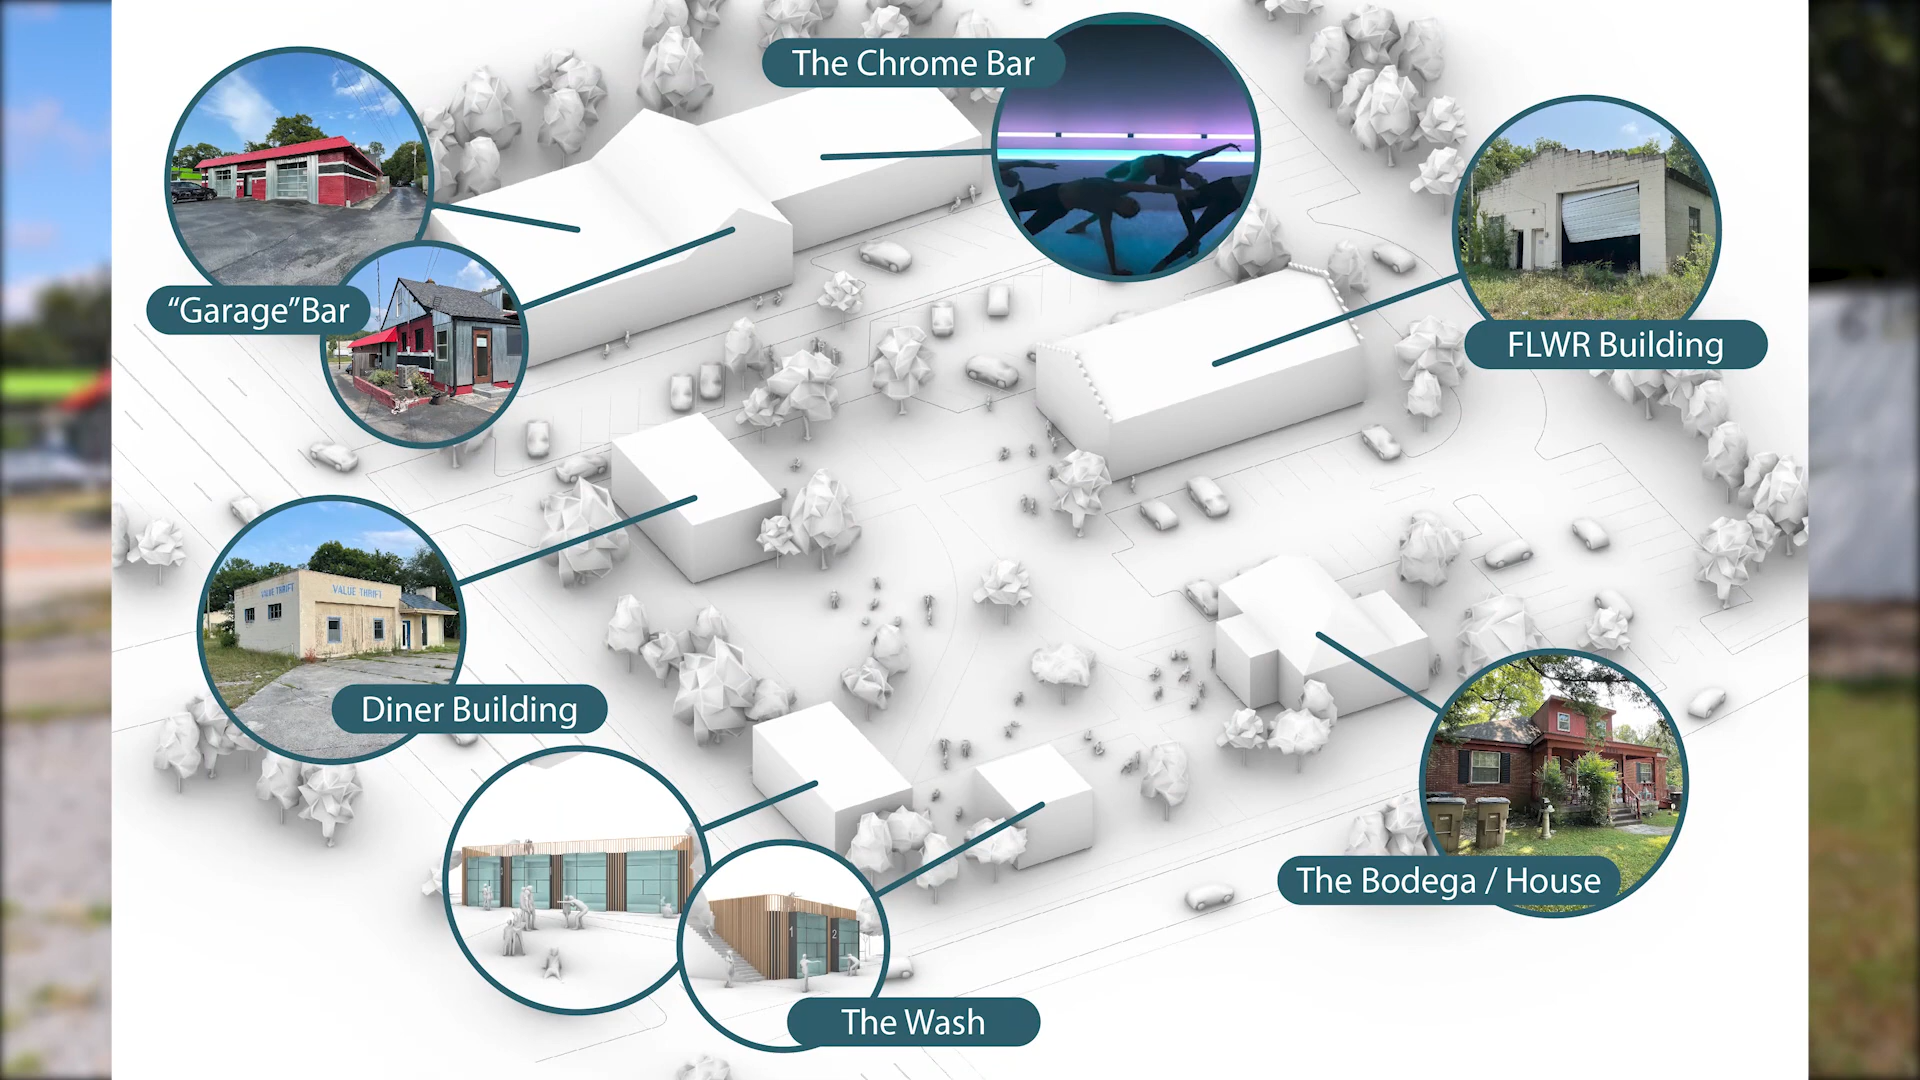 The Chrome Bar
“Garage”Bar
FLWR Building
VALUE THRIFT
VALUE THRIFT
Diner Building
The Bodega / House
1
2
The Wash